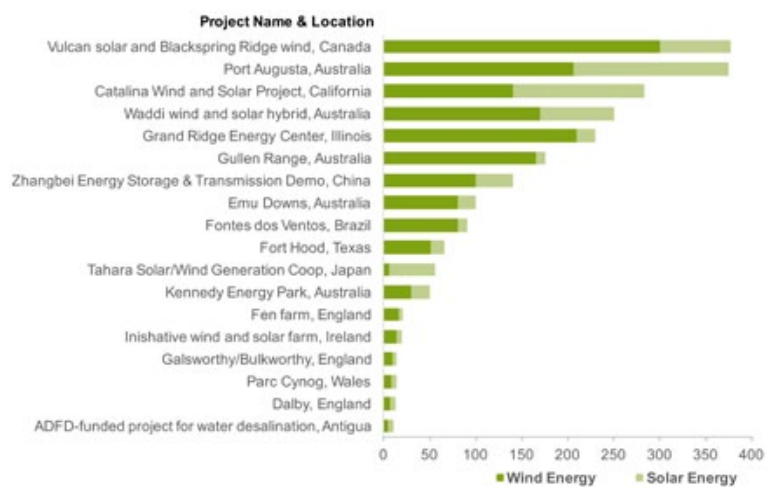 Project Name & Location
Vulcan solar and Blackspring Ridge wind, Canada
Port Augusta, Australia
Catalina Wind and Solar Project, California
Waddi wind and solar hybrid, Australia
Grand Ridge Energy Center, Illinois
Gullen Range, Australia
Zhangbei Energy Storage & Transmission Demo, China
Emu Downs, Australia
Fontes dos Ventos, Brazil
Fort Hood, Texas
Tahara Solar/Wind Generation Coop, Japan
Kennedy Energy Park, Australia
Fen farm, England
Inishative wind and solar farm, Ireland
Galsworthy/Bulkworthy, England
Parc Cynog, Wales
Dalby, England
ADFD-funded project for water desalination, Antigua
0 50 100 150 200 250 300 350 400
Wind Energy Solar Energy